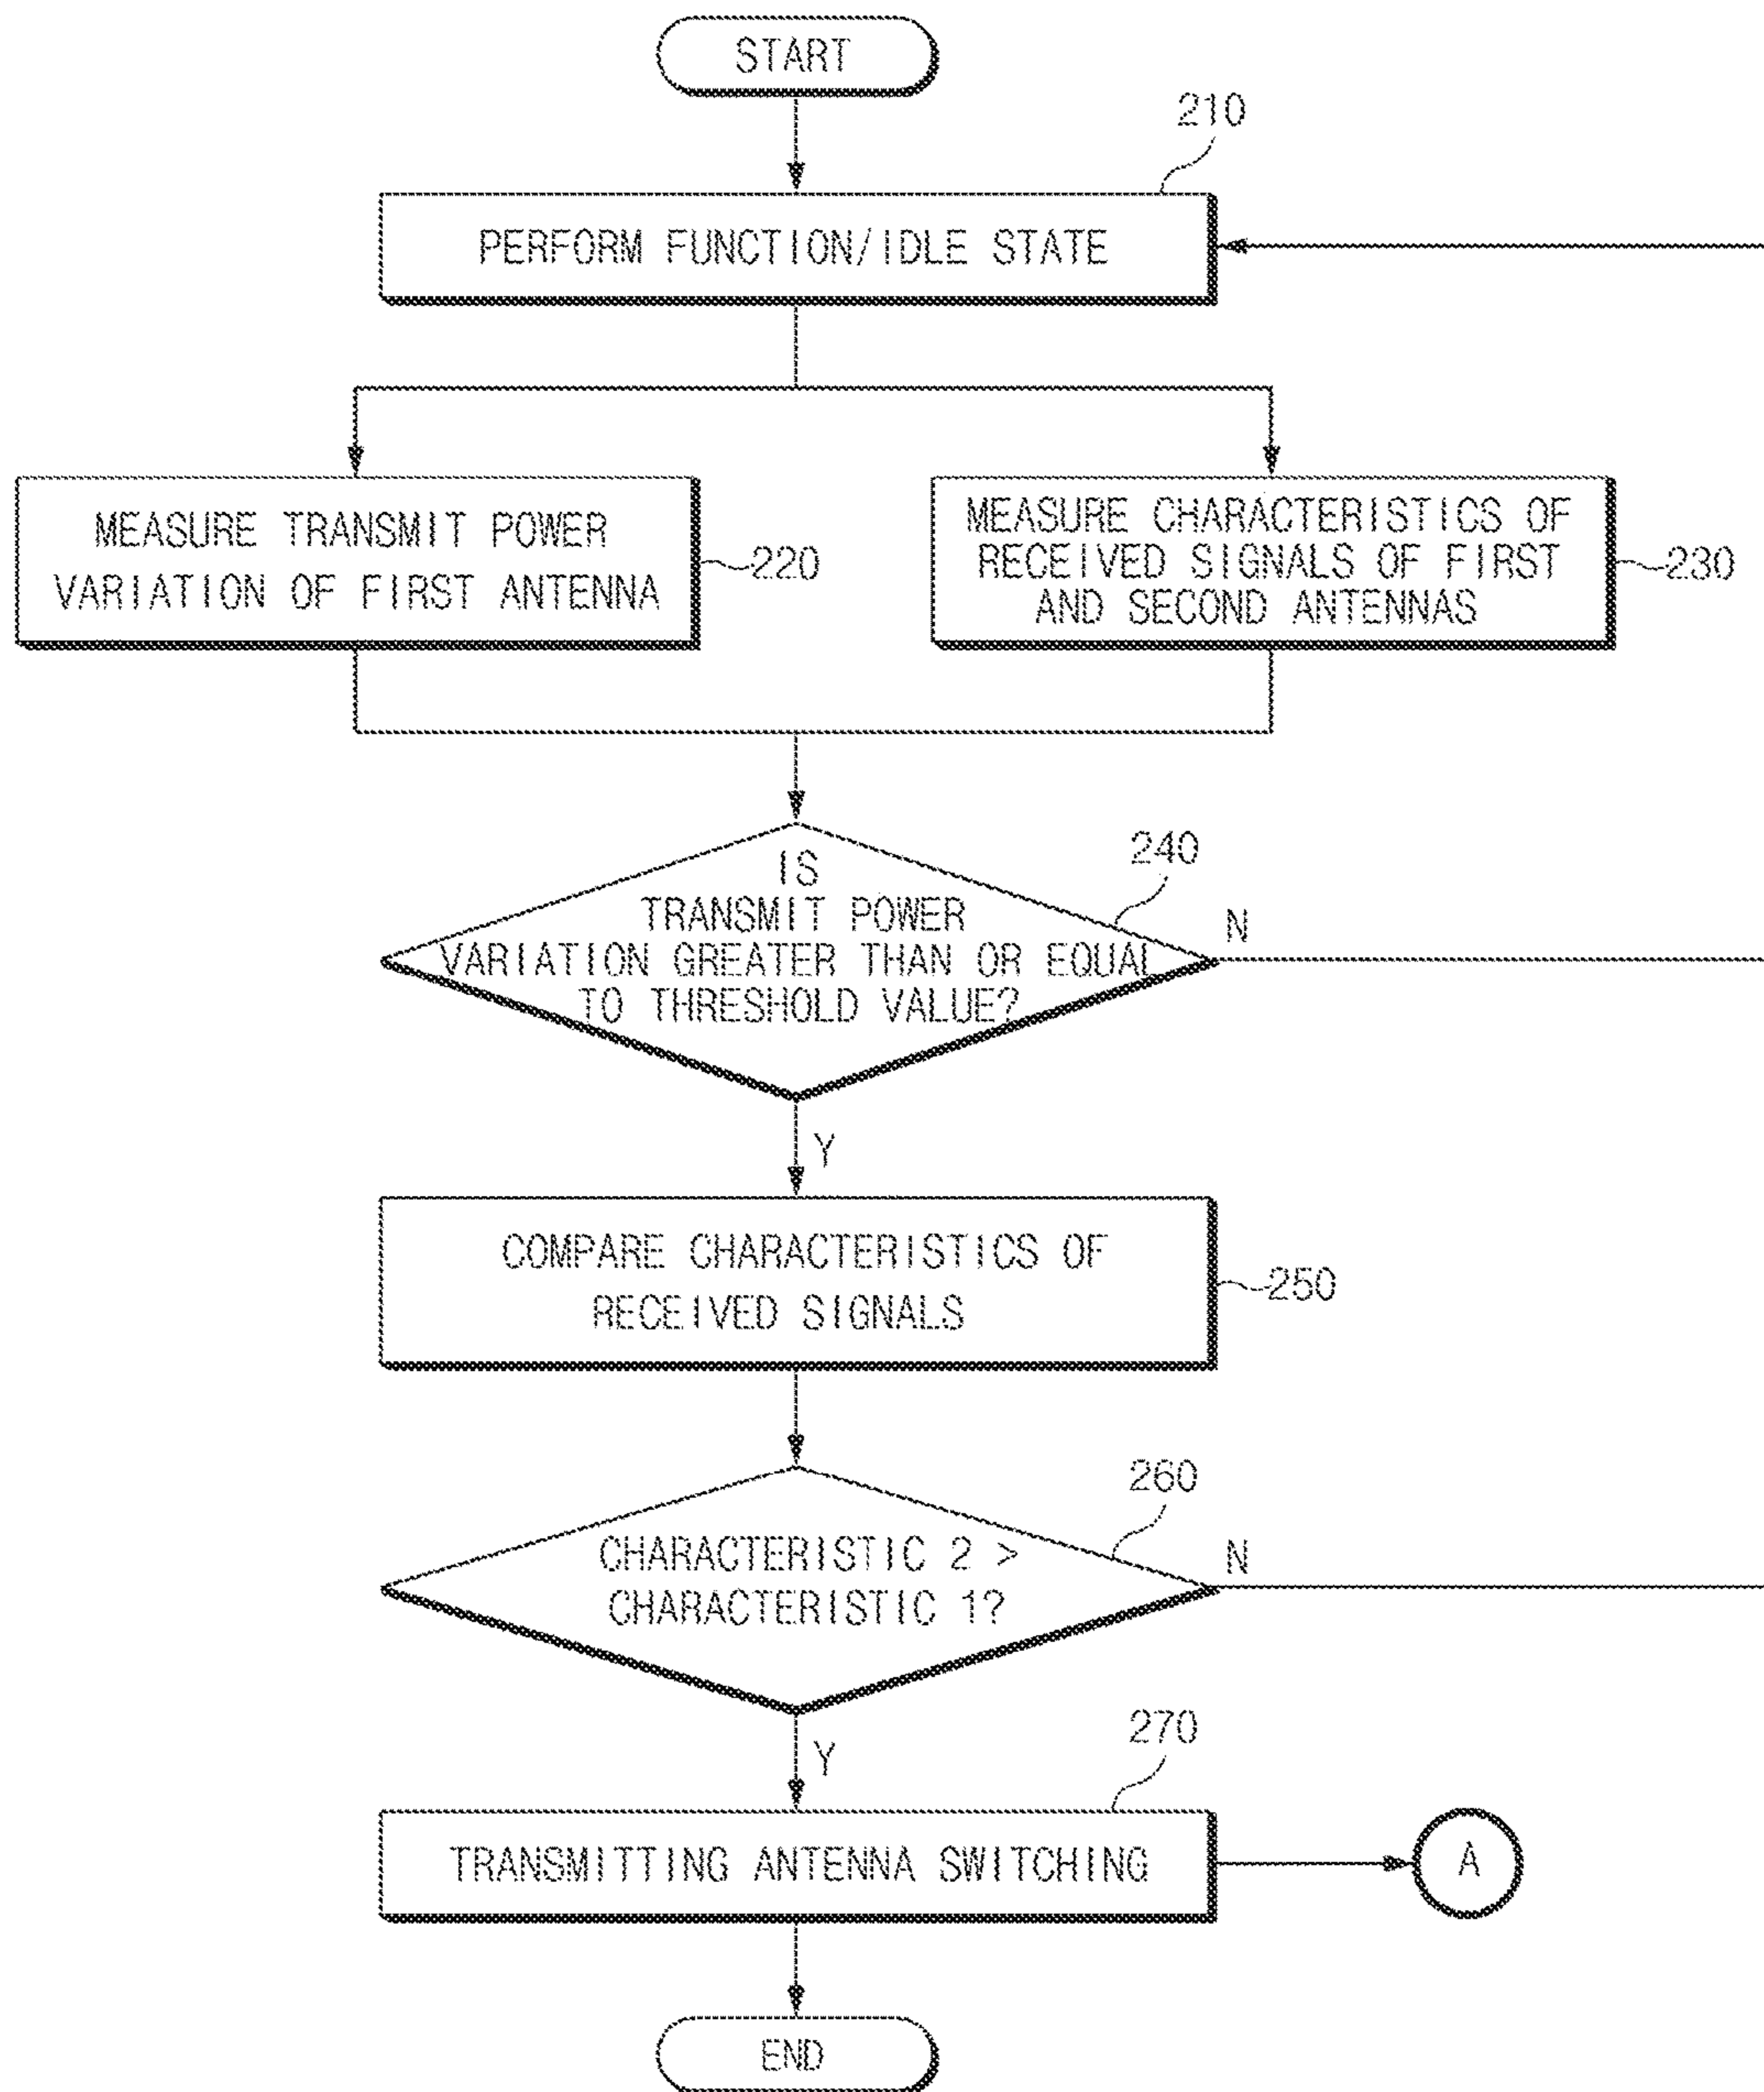 START
210
PERFORM FUNCTION/IDLE STATE
MEASURE TRANSMIT POWER
VARIATION OF FIRST ANTENNA
220
MEASURE CHARACTERISTICS OF
RECEIVED SIGNALS OF FIRST
AND SECOND ANTENNAS
230
240
IS
TRANSMIT POWER
VARIATION GREATER THAN OR EQUAL
TO THRESHOLD VALUE?
N
Y
COMPARE CHARACTERISTICS OF
RECEIVED SIGNALS
250
260
CHARACTERISTIC 2 >
CHARACTERISTIC 1?
N
Y
270
TRANSMITTING ANTENNA SWITCHING
A
END